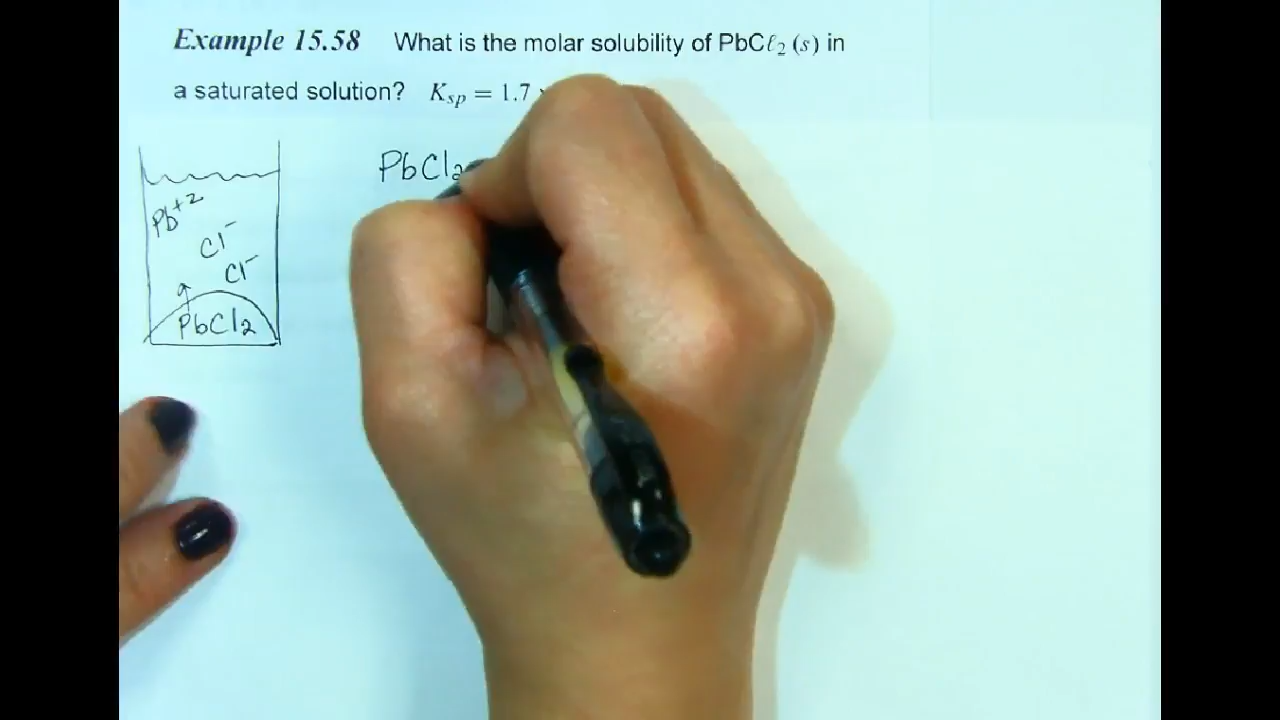 Example 15.58 What is the molar solubility of PbCℓ₂ (s) in
a saturated solution? Kₛₚ = 1.7
PbCl₂
Pb⁺²
Cl⁻
Cl⁻
PbCl₂